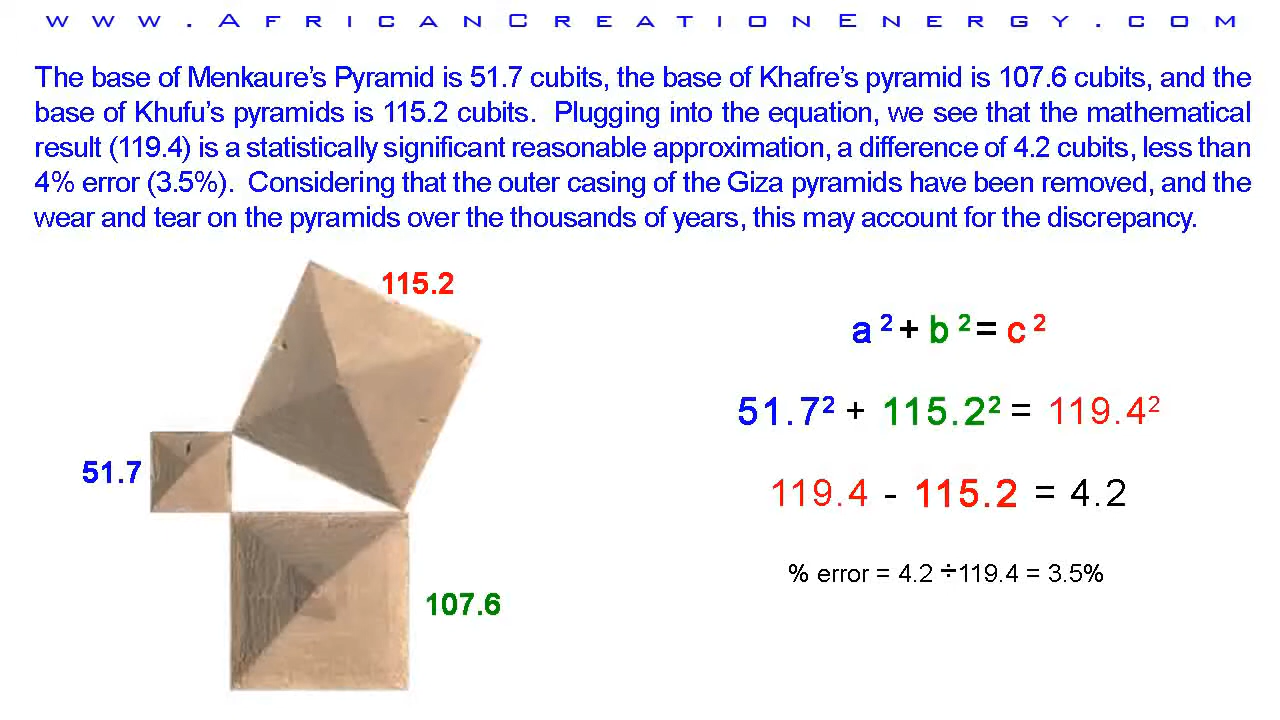 www.AfricanCreationEnergy.com
The base of Menkaure's Pyramid is 51.7 cubits, the base of Khafre's pyramid is 107.6 cubits, and the
base of Khufu's pyramids is 115.2 cubits. Plugging into the equation, we see that the mathematical
result (119.4) is a statistically significant reasonable approximation, a difference of 4.2 cubits, less than
4% error (3.5%). Considering that the outer casing of the Giza pyramids have been removed, and the
wear and tear on the pyramids over the thousands of years, this may account for the discrepancy.
115.2
51.7
107.6
a² + b² = c²
51.7² + 115.2² = 119.4²
119.4 - 115.2 = 4.2
% error = 4.2 ÷ 119.4 = 3.5%